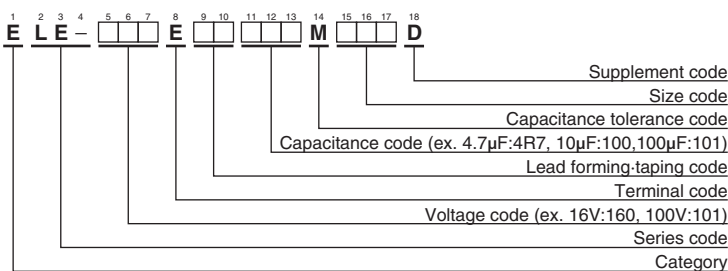 1 2 3 4 5 6 7 8 9 10 11 12 13 14 15 16 17 18
E L E – E M D
Supplement code
Size code
Capacitance tolerance code
Capacitance code (ex. 4.7µF:4R7, 10µF:100,100µF:101)
Lead forming·taping code
Terminal code
Voltage code (ex. 16V:160, 100V:101)
Series code
Category